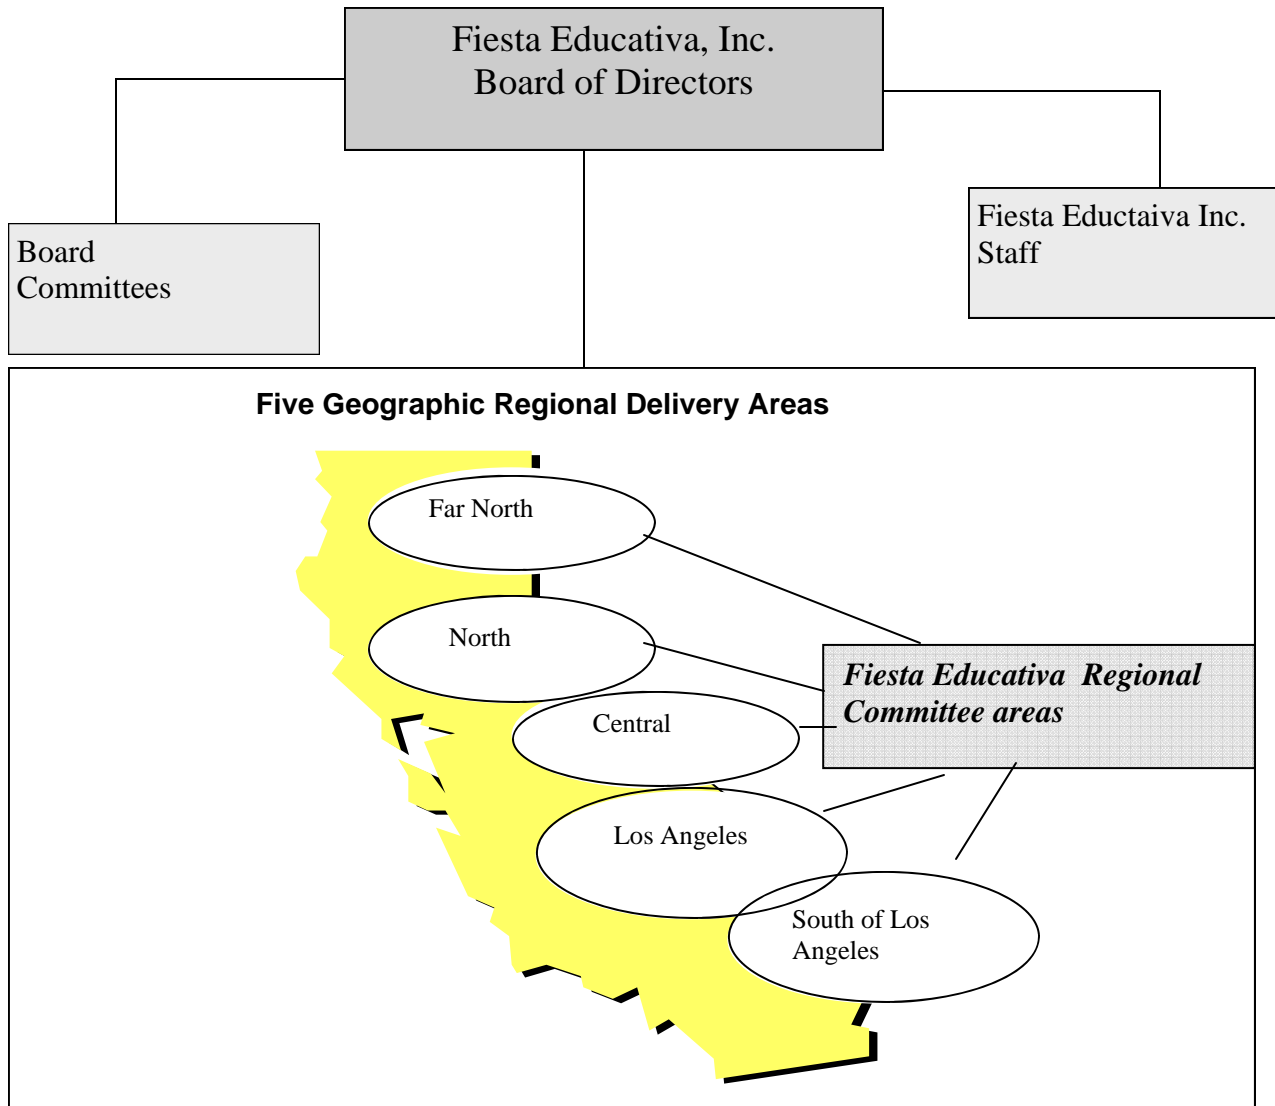 Fiesta Educativa, Inc.
Board of Directors
Board
Committees
Fiesta Eductaiva Inc.
Staff
Five Geographic Regional Delivery Areas
Far North
North
Central
Los Angeles
South of Los
Angeles
Fiesta Educativa Regional
Committee areas